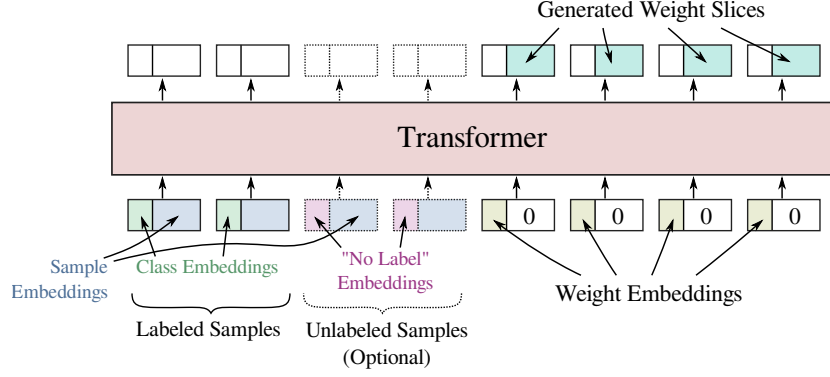 Generated Weight Slices
Transformer
0 0 0 0
Sample
Embeddings
Class Embeddings
"No Label"
Embeddings
Weight Embeddings
Labeled Samples
Unlabeled Samples
(Optional)